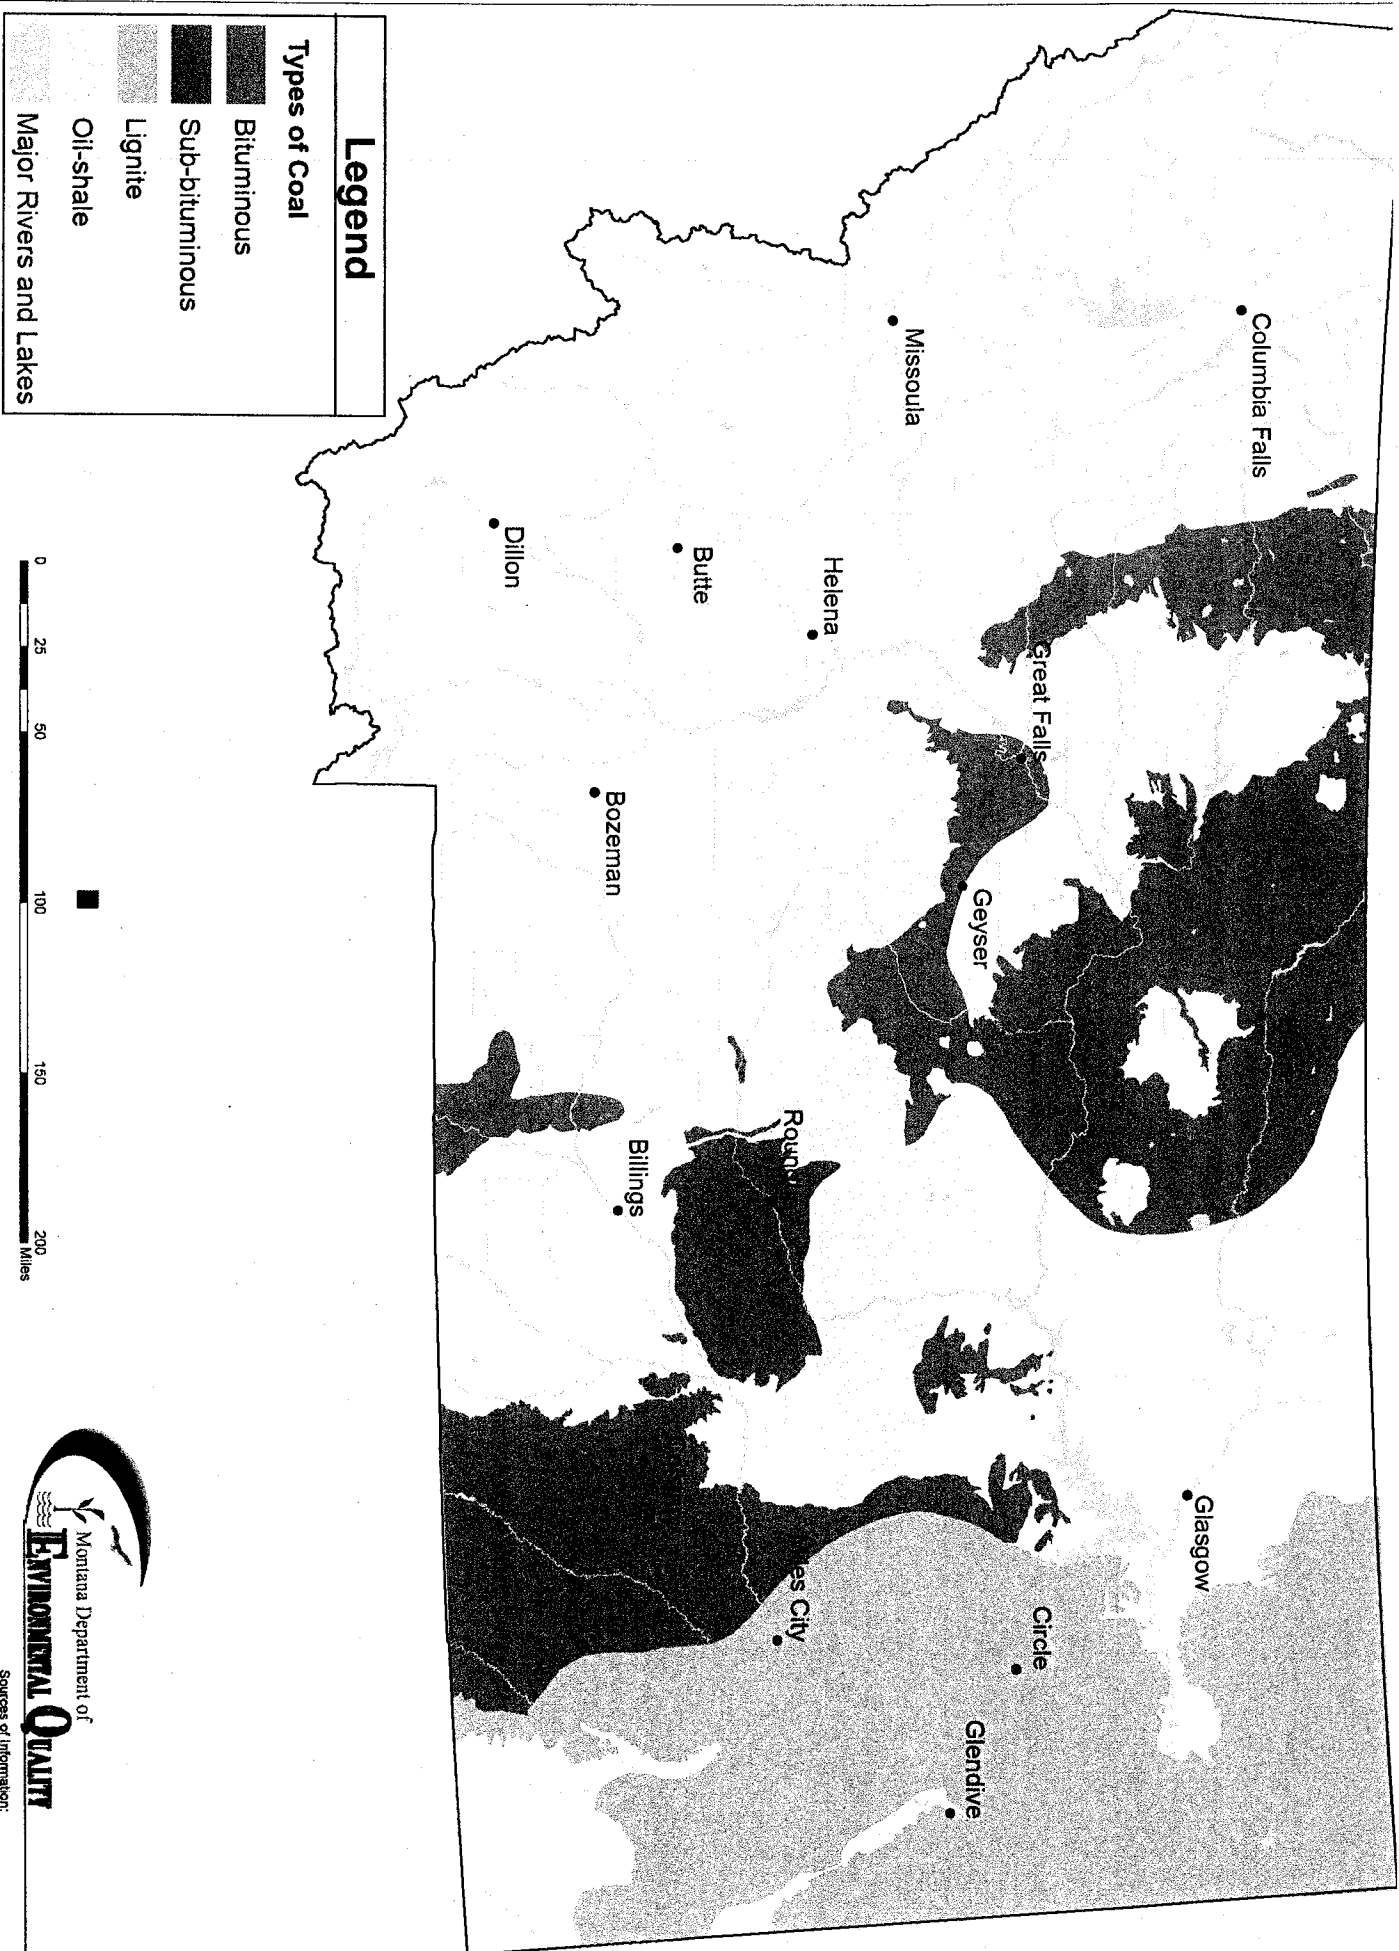 Columbia Falls
Missoula
Great Falls
Helena
Butte
Dillon
Geyser
Bozeman
Billings
Glasgow
Circle
Glendive
es City
Legend
Types of Coal
Bituminous
Sub-bituminous
Lignite
Oil-shale
Major Rivers and Lakes
0 25 50 100 150 200
Miles
Montana Department of
ENVIRONMENTAL QUALITY
Sources of Information: